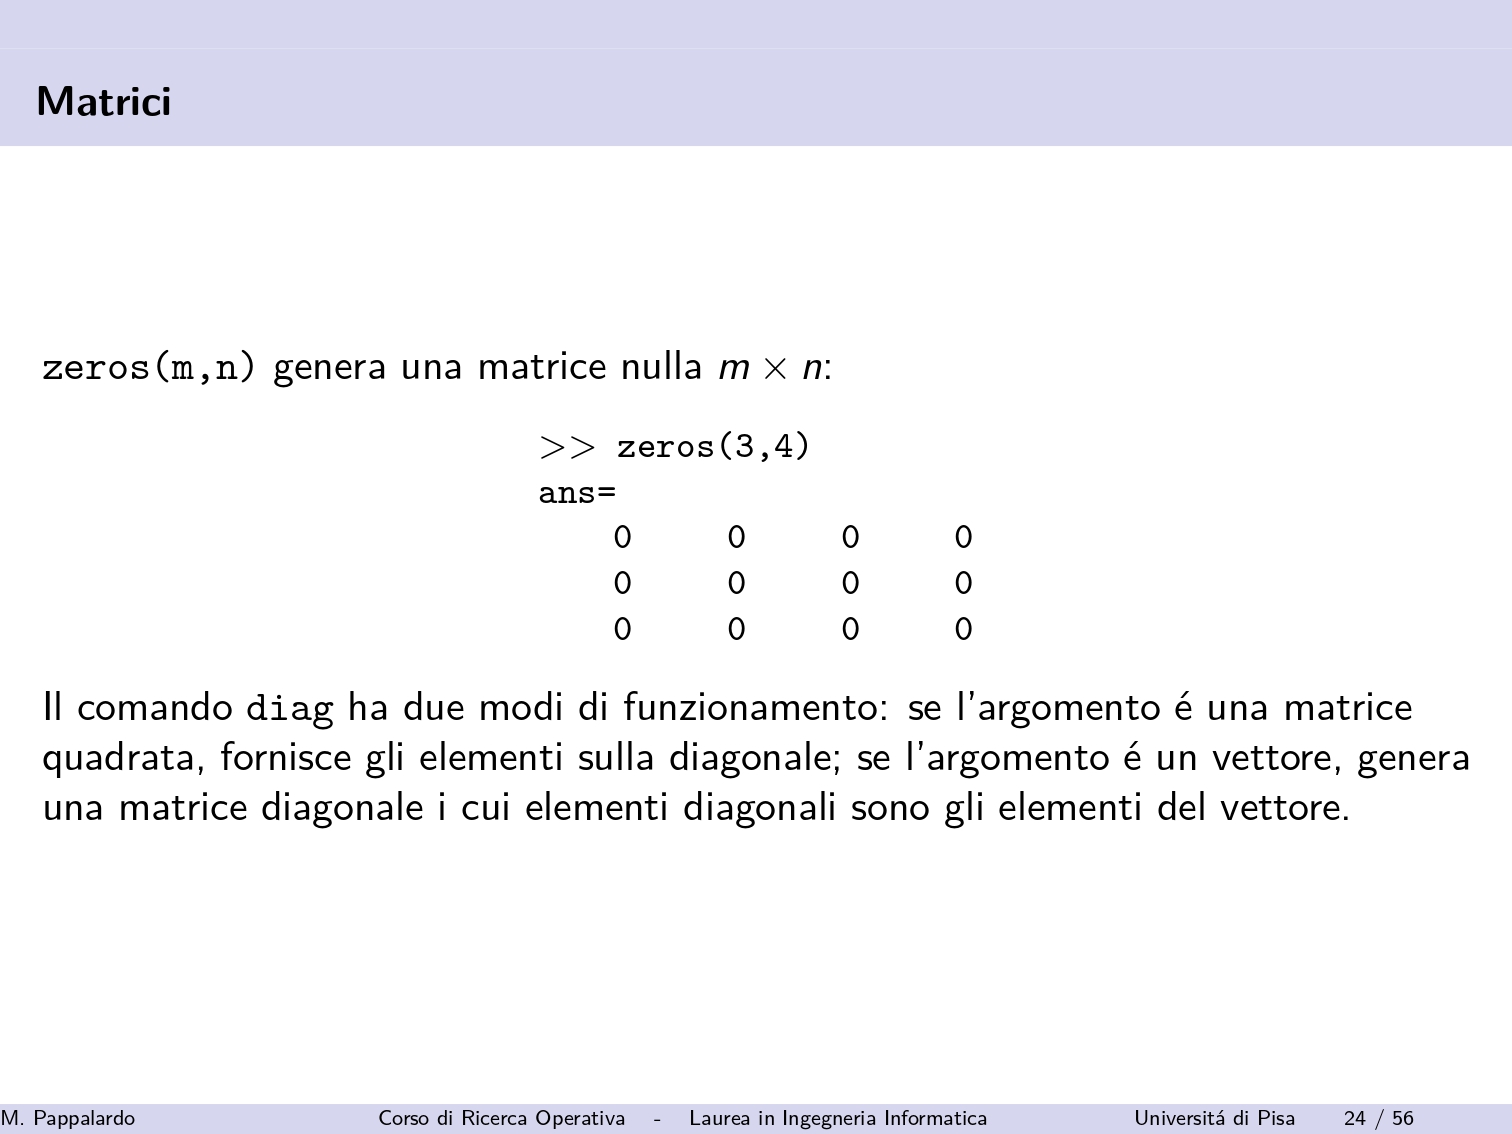 Matrici
zeros(m,n) genera una matrice nulla m × n:
>> zeros(3,4)
ans=
0 0 0 0
0 0 0 0
0 0 0 0
Il comando diag ha due modi di funzionamento: se l'argomento é una matrice
quadrata, fornisce gli elementi sulla diagonale; se l'argomento é un vettore, genera
una matrice diagonale i cui elementi diagonali sono gli elementi del vettore.
M. Pappalardo Corso di Ricerca Operativa - Laurea in Ingegneria Informatica Universitá di Pisa 24 / 56